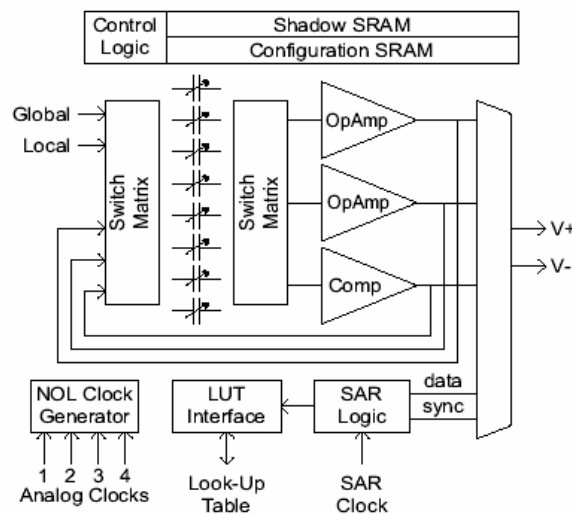 Control
Logic
Shadow SRAM
Configuration SRAM
Global
Local
Switch
Matrix
Switch
Matrix
OpAmp
OpAmp
Comp
V+
V-
NOL Clock
Generator
LUT
Interface
SAR
Logic
data
sync
1 2 3 4
Analog Clocks
Look-Up
Table
SAR
Clock